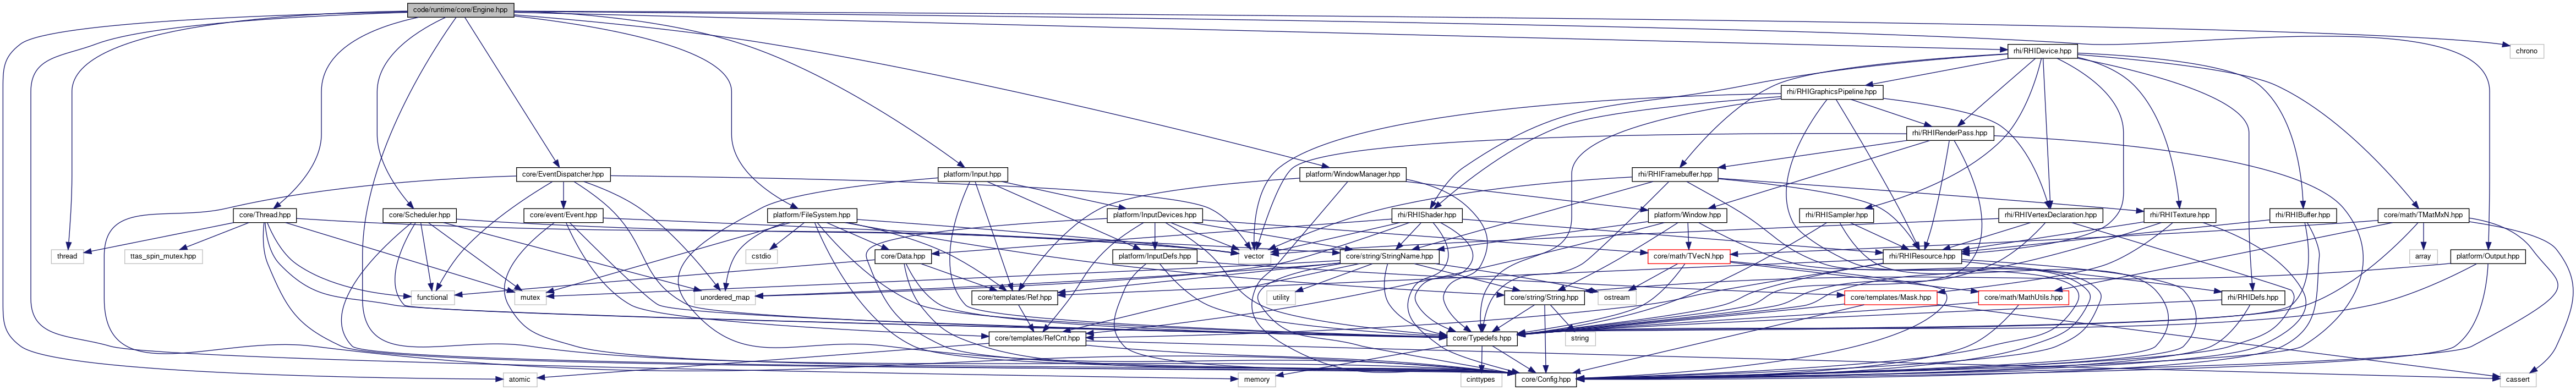 code/runtime/core/Engine.hpp
rhi/RHIDevice.hpp
chrono
rhi/RHIGraphicsPipeline.hpp
rhi/RHIRenderPass.hpp
core/EventDispatcher.hpp
platform/Input.hpp
platform/WindowManager.hpp
rhi/RHIFramebuffer.hpp
core/Thread.hpp
core/Scheduler.hpp
core/event/Event.hpp
platform/FileSystem.hpp
platform/InputDevices.hpp
rhi/RHIShader.hpp
platform/Window.hpp
rhi/RHISampler.hpp
rhi/RHIVertexDeclaration.hpp
rhi/RHITexture.hpp
rhi/RHIBuffer.hpp
core/math/TMatMxN.hpp
thread
ttas_spin_mutex.hpp
cstdio
core/Data.hpp
platform/InputDefs.hpp
vector
core/string/StringName.hpp
core/math/TVecN.hpp
rhi/RHIResource.hpp
array
platform/Output.hpp
functional
mutex
unordered_map
core/templates/Ref.hpp
utility
core/string/String.hpp
ostream
core/templates/Mask.hpp
core/math/MathUtils.hpp
rhi/RHIDefs.hpp
core/templates/RefCnt.hpp
core/Typedefs.hpp
string
atomic
memory
cinttypes
core/Config.hpp
cassert